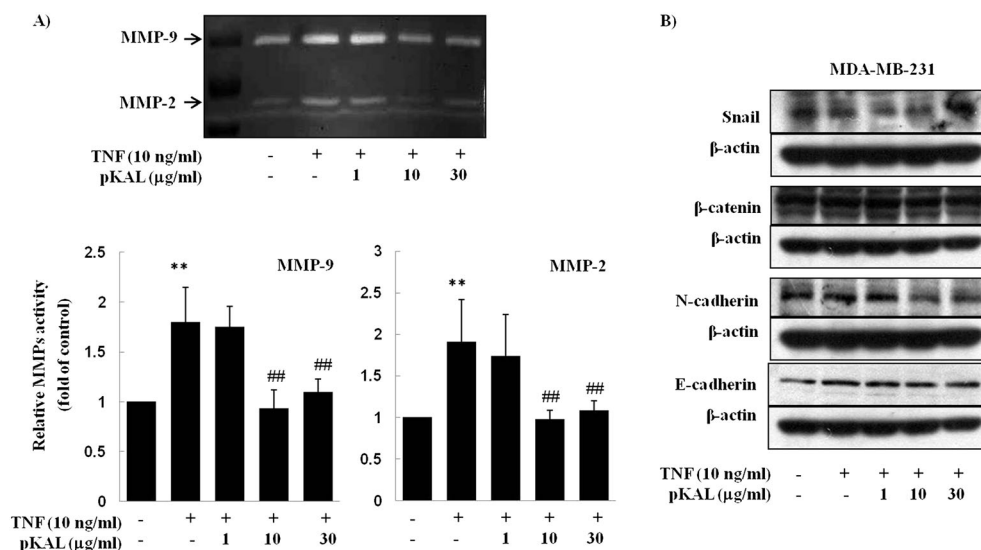 A)
MMP-9
MMP-2
TNF (10 ng/ml) - + + + +
pKAL (µg/ml) - - 1 10 30
Relative MMPs activity
(fold of control)
2.5
2
1.5
1
0.5
0
**
MMP-9
##
##
3
2.5
2
1.5
1
0.5
0
**
MMP-2
##
##
TNF (10 ng/ml) - + + + + - + + + +
pKAL (µg/ml) - - 1 10 30 - - 1 10 30
B)
MDA-MB-231
Snail
β-actin
β-catenin
β-actin
N-cadherin
β-actin
E-cadherin
β-actin
TNF (10 ng/ml) - + + + +
pKAL (µg/ml) - - 1 10 30